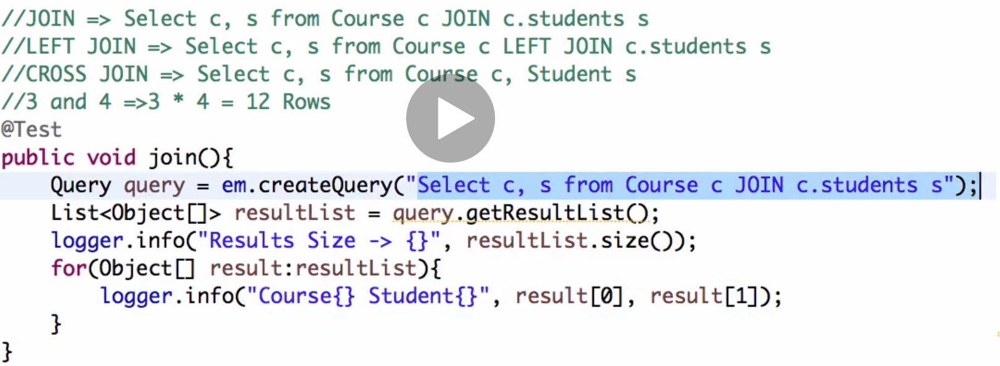 //JOIN => Select c, s from Course c JOIN c.students s
//LEFT JOIN => Select c, s from Course c LEFT JOIN c.students s
//CROSS JOIN => Select c, s from Course c, Student s
//3 and 4 =>3 * 4 = 12 Rows
@Test
public void join(){
    Query query = em.createQuery("Select c, s from Course c JOIN c.students s");
    List<Object[]> resultList = query.getResultList();
    logger.info("Results Size -> {}", resultList.size());
    for(Object[] result:resultList){
        logger.info("Course{} Student{}", result[0], result[1]);
    }
}